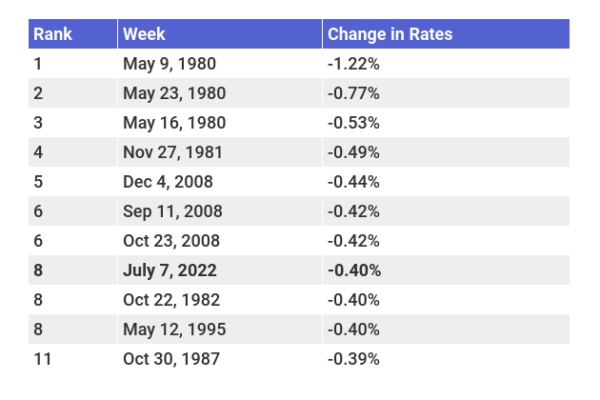 Rank Week Change in Rates
1 May 9, 1980 -1.22%
2 May 23, 1980 -0.77%
3 May 16, 1980 -0.53%
4 Nov 27, 1981 -0.49%
5 Dec 4, 2008 -0.44%
6 Sep 11, 2008 -0.42%
6 Oct 23, 2008 -0.42%
8 July 7, 2022 -0.40%
8 Oct 22, 1982 -0.40%
8 May 12, 1995 -0.40%
11 Oct 30, 1987 -0.39%